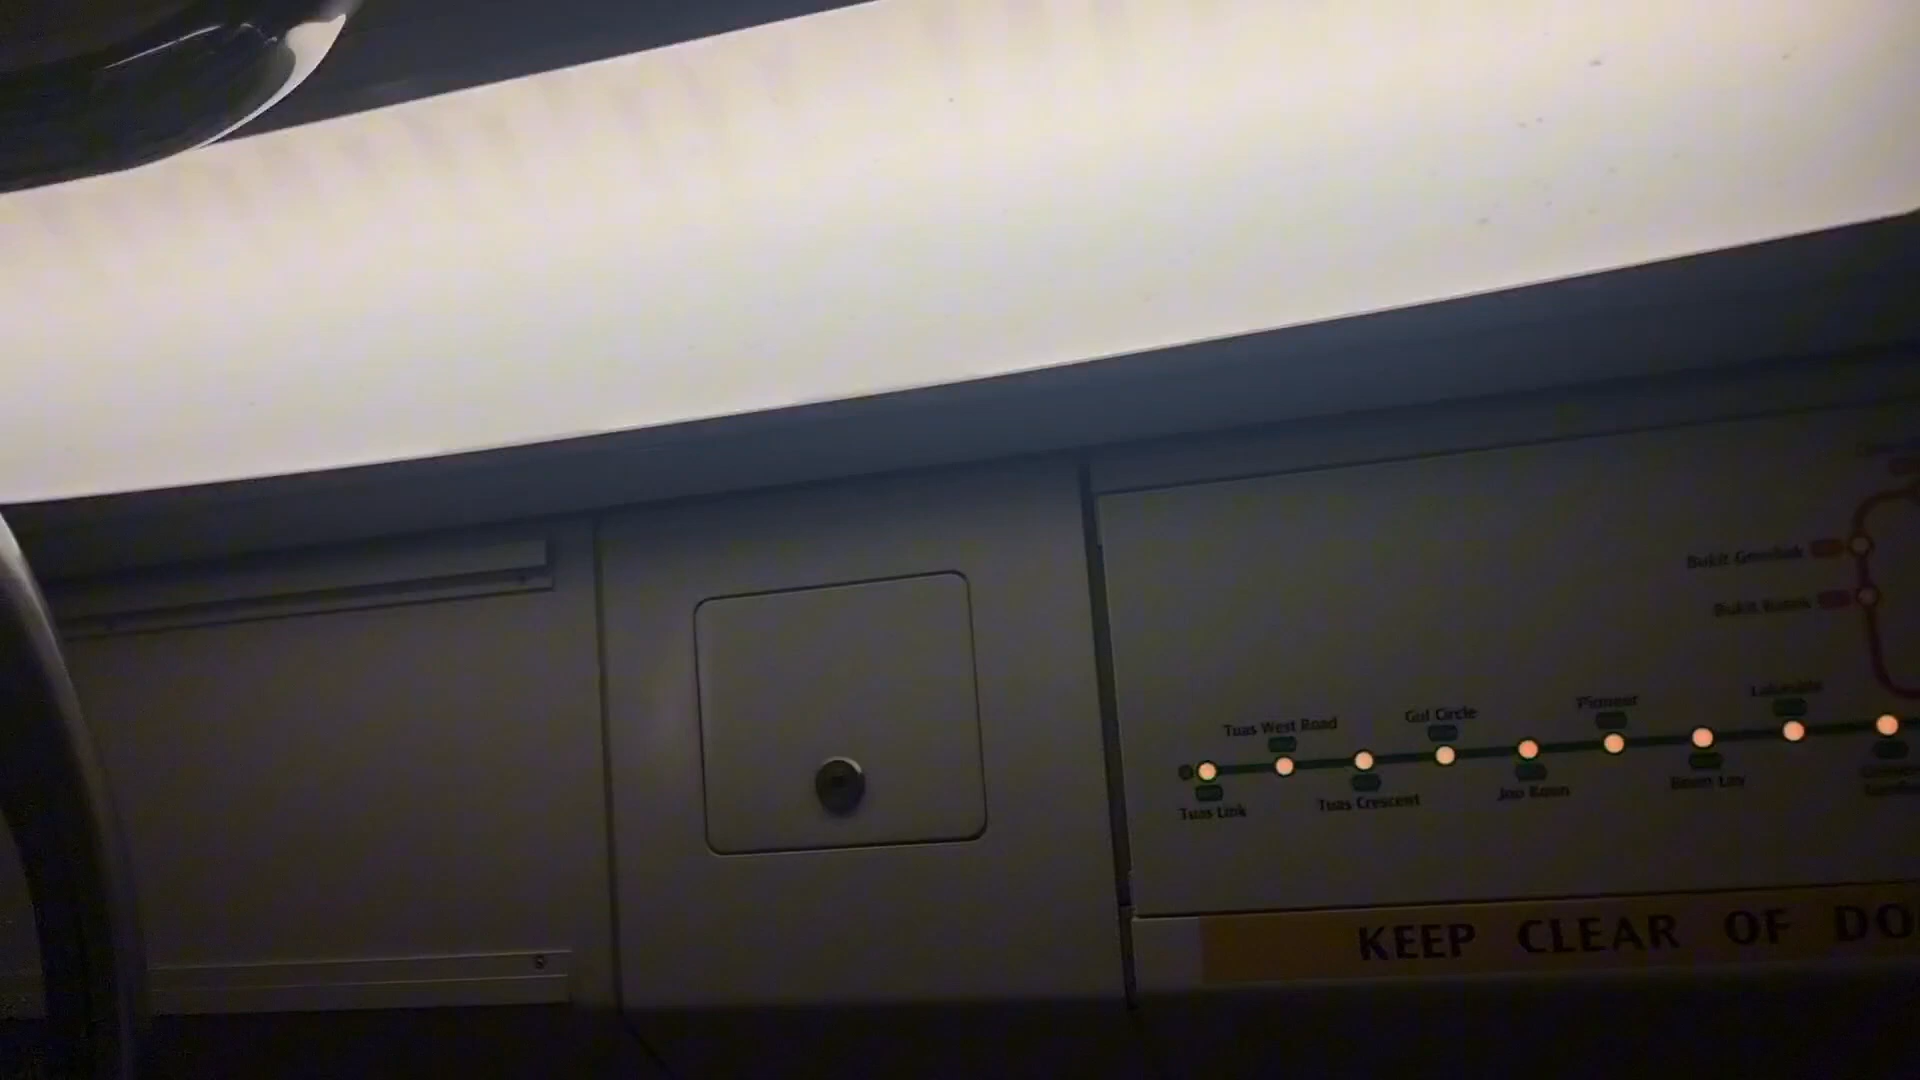 Bukit Gombak
Bukit Batok
Lakeside
Pioneer
Gul Circle
Tuas West Road
Tuas Link
Tuas Crescent
Joo Koon
Boon Lay
KEEP CLEAR OF DO